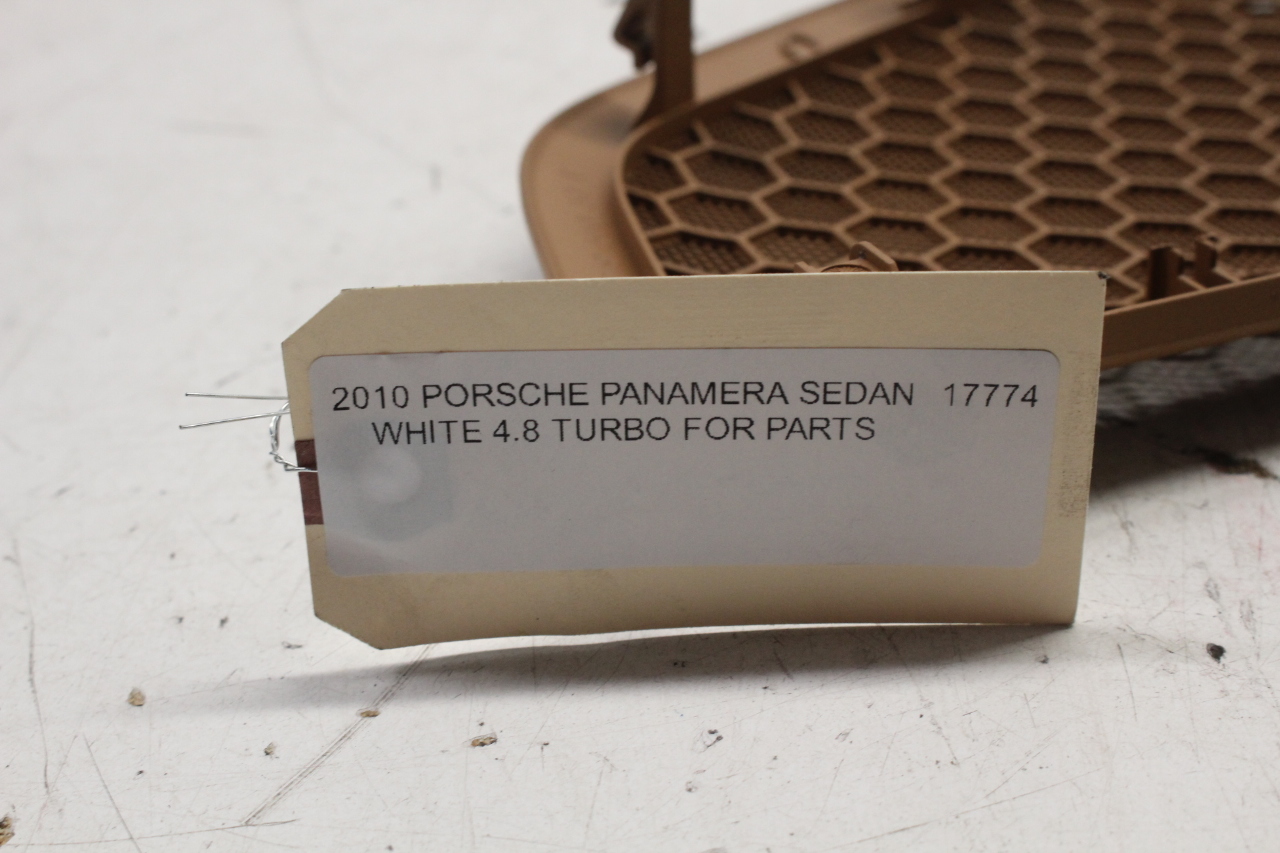 2010 PORSCHE PANAMERA SEDAN 17774
WHITE 4.8 TURBO FOR PARTS